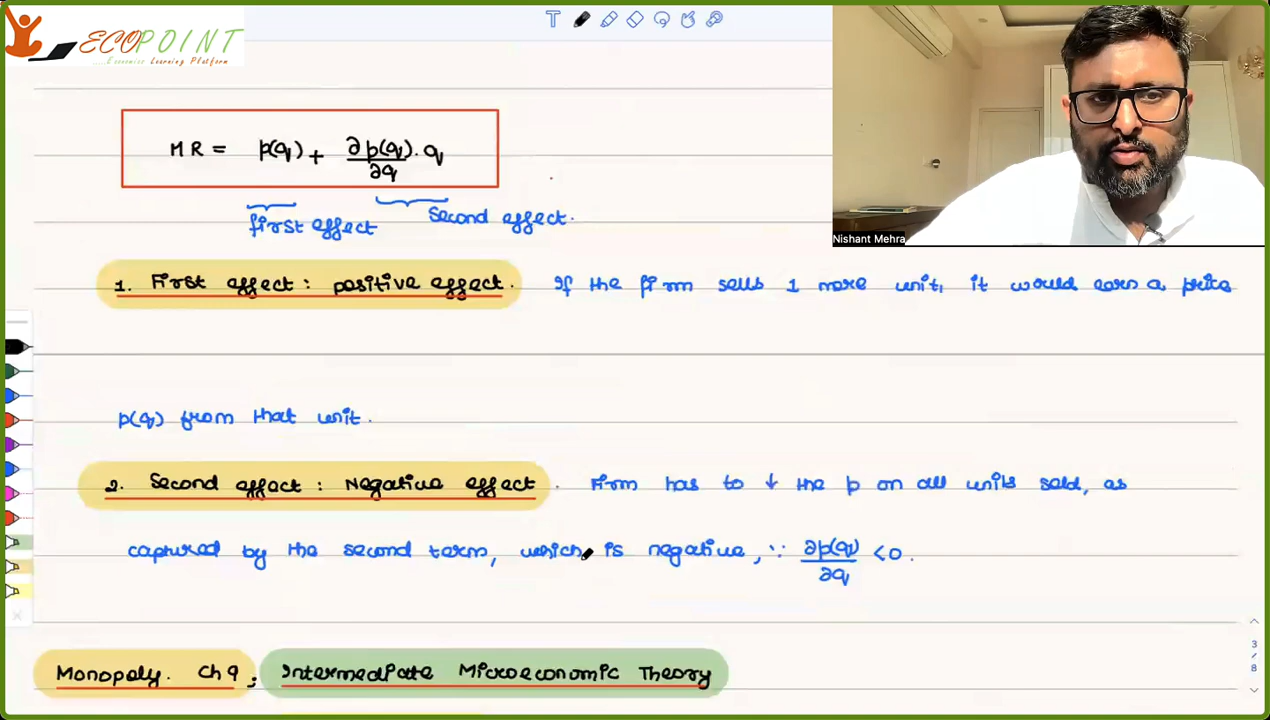 ECOPOINT
....Economics Learning Platform
T
MR = p(q) + ∂p(q)/∂q . q
first effect
Second effect.
1. First effect : positive effect. If the firm sells 1 more unit, it would earn a price
p(q) from that unit.
2. Second effect : Negative effect. Firm has to ↓ the p on all units sold, as
captured by the second term, which is negative, ∵ ∂p(q)/∂q <0.
Monopoly. Ch 9 ; Intermediate Microeconomic Theory
Nishant Mehra
3
/
8